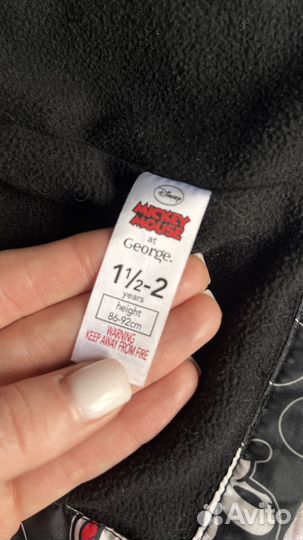 Disney
MICKEY
MOUSE
at
George.
1½-2
years
height
86-92cm
WARNING
KEEP AWAY FROM FIRE
Avito